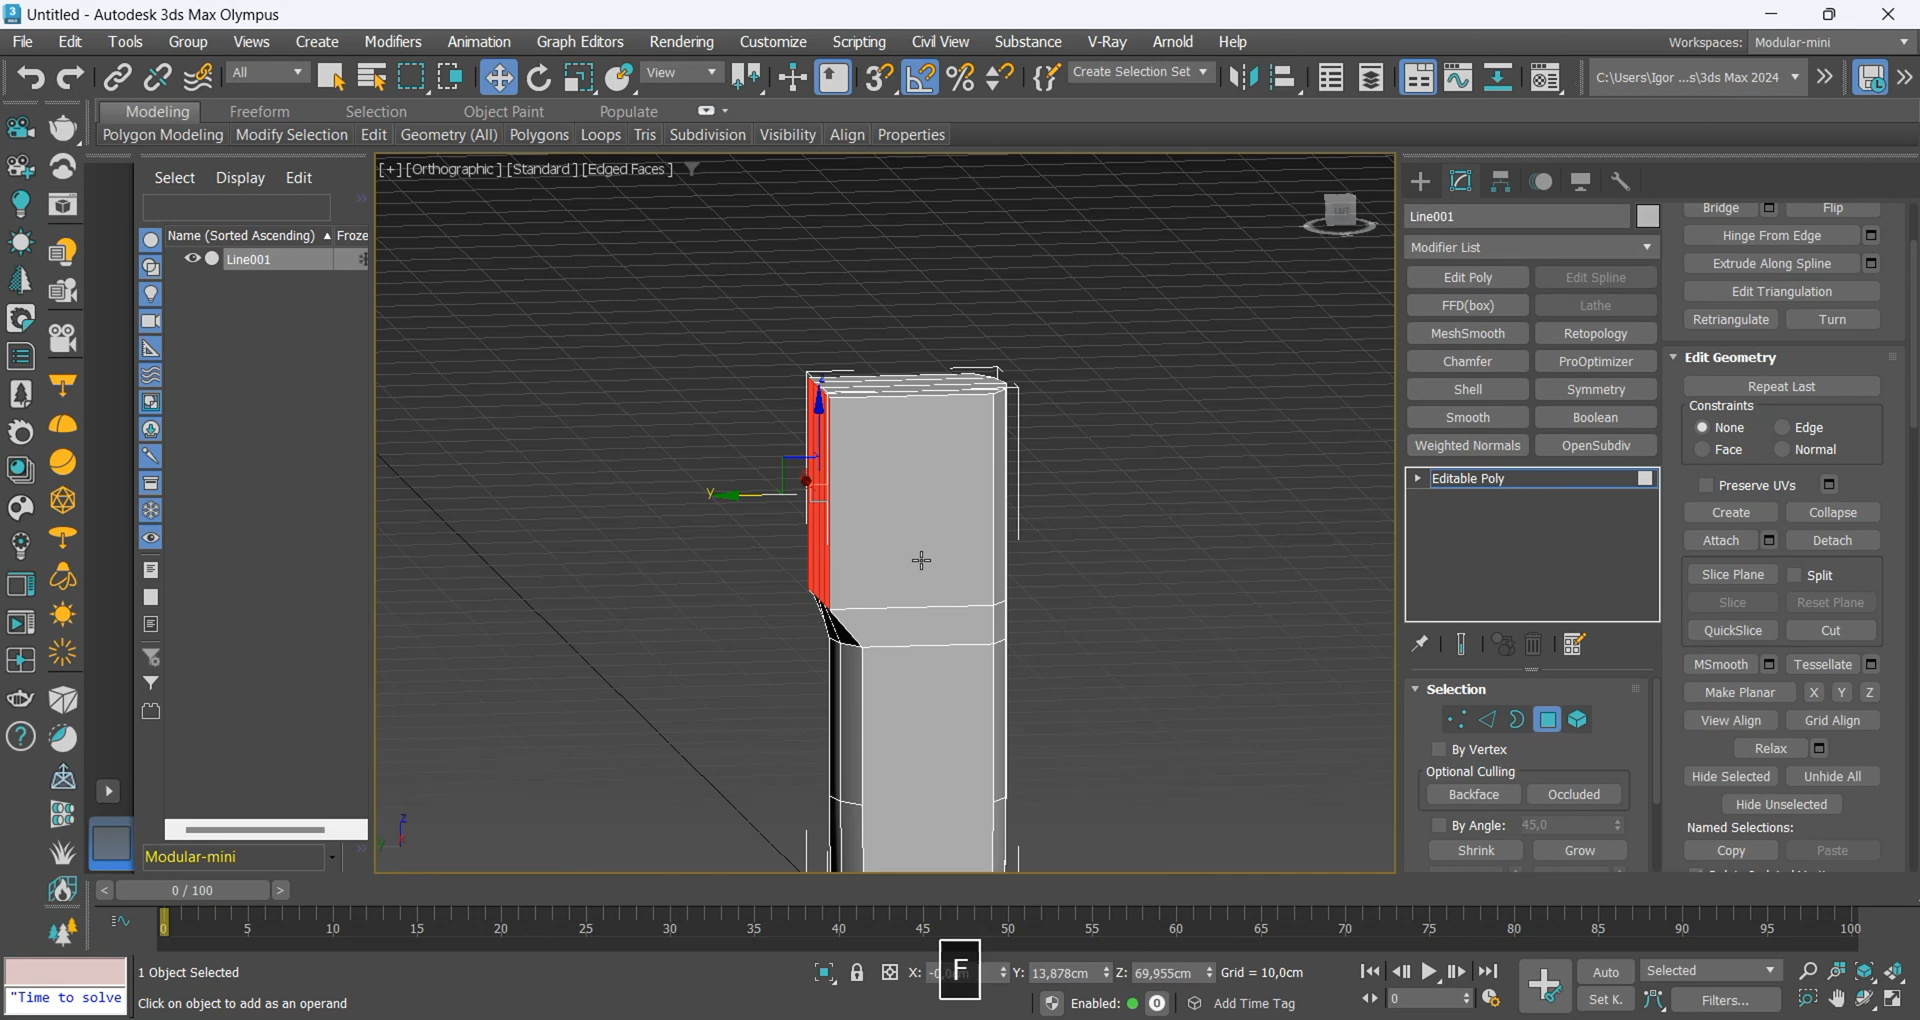 Untitled - Autodesk 3ds Max Olympus
File Edit Tools Group Views Create Modifiers Animation Graph Editors Rendering Customize Scripting Civil View Substance V-Ray Arnold Help Workspaces: Modular-mini
All View Create Selection Set C:\Users\Igor ...s\3ds Max 2024
Modeling Freeform Selection Object Paint Populate
Polygon Modeling Modify Selection Edit Geometry (All) Polygons Loops Tris Subdivision Visibility Align Properties
[+] [Orthographic ] [Standard ] [Edged Faces ]
Select Display Edit
Name (Sorted Ascending) Froze
Line001
Line001
Modifier List
Edit Poly Edit Spline
FFD(box) Lathe
MeshSmooth Retopology
Chamfer ProOptimizer
Shell Symmetry
Smooth Boolean
Weighted Normals OpenSubdiv
Editable Poly
Selection
By Vertex
Optional Culling
Backface Occluded
By Angle: 45,0
Shrink Grow
Bridge Flip
Hinge From Edge
Extrude Along Spline
Edit Triangulation
Retriangulate Turn
Edit Geometry
Repeat Last
Constraints
None Edge
Face Normal
Preserve UVs
Create Collapse
Attach Detach
Slice Plane Split
Slice Reset Plane
QuickSlice Cut
MSmooth Tessellate
Make Planar X Y Z
View Align Grid Align
Relax
Hide Selected Unhide All
Hide Unselected
Named Selections:
Copy Paste
y
z
Modular-mini
< 0 / 100 >
0 5 10 15 20 25 30 35 40 45 50 55 60 65 70 75 80 85 90 95 100
F
1 Object Selected X: Y: 13,878cm Z: 69,955cm Grid = 10,0cm Auto Selected
"Time to solve Click on object to add as an operand Enabled: 0 Add Time Tag 0 Set K. Filters...